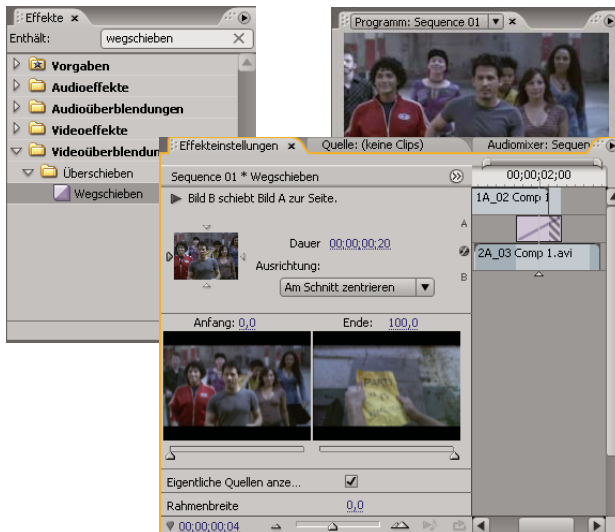 Effekte ×
Enthält: wegschieben
Vorgaben
Audioeffekte
Audioüberblendungen
Videoeffekte
Videoüberblendun
Überschieben
Wegschieben
Programm: Sequence 01 ×
Effekteinstellungen ×
Quelle: (keine Clips)
Audiomixer: Sequen
Sequence 01 * Wegschieben
00;00;02;00
Bild B schiebt Bild A zur Seite.
1A_02 Comp 1
A
Dauer 00;00;00;20
2A_03 Comp 1.avi
Ausrichtung:
B
Am Schnitt zentrieren
Anfang: 0,0
Ende: 100,0
Eigentliche Quellen anze...
Rahmenbreite 0,0
00;00;00;04